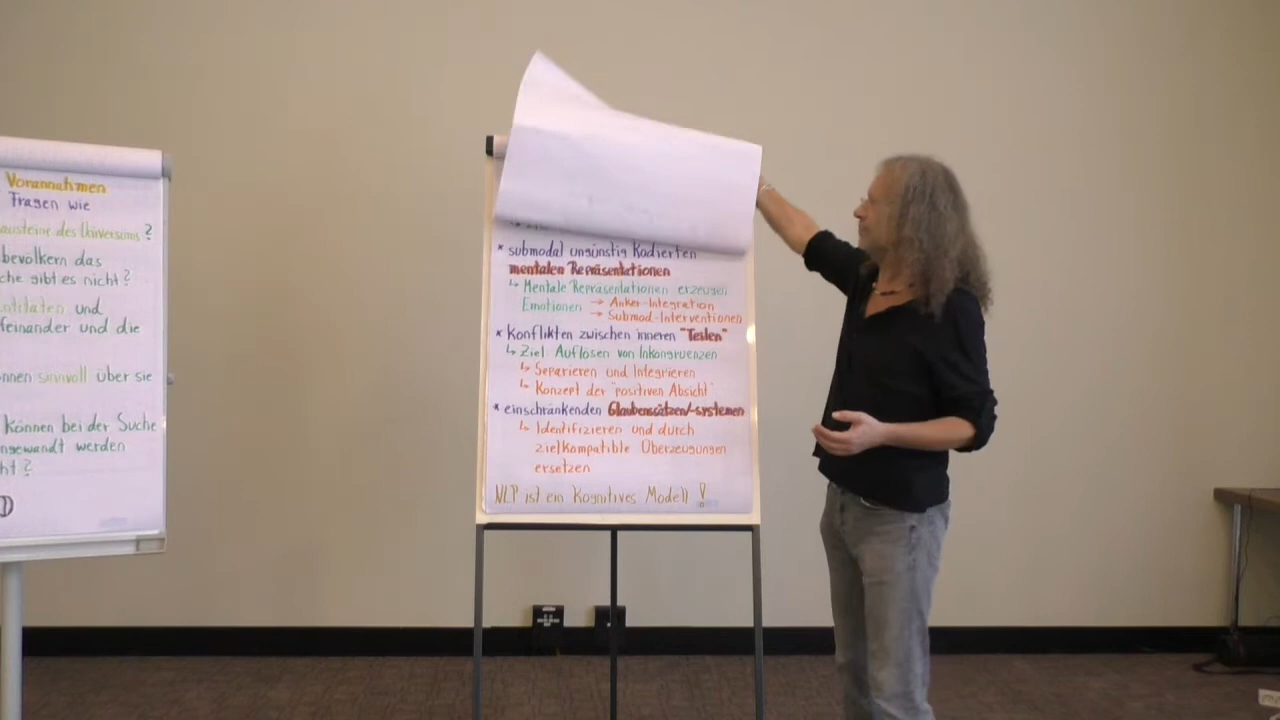 Vorannahmen
Fragen wie
austeine des Universums?
bevölkern das
che gibt es nicht?
ntitäten und
feinander und die
nnen sinnvoll über sie
können bei der Suche
ngewandt werden
ht?
* submodal ungünstig kodierten
mentalen Repräsentationen
↳ Mentale Repräsentationen erzeugen
Emotionen → Anker-Integration
→ Submod-Interventionen
* Konflikten zwischen inneren "Teilen"
↳ Ziel: Auflösen von Inkongruenzen
↳ Separieren und Integrieren
↳ Konzept der "positiven Absicht"
* einschränkenden Glaubenssätzen/-systemen
↳ Identifizieren und durch
zielkompatible Überzeugungen
ersetzen
NLP ist ein Kognitives Modell!